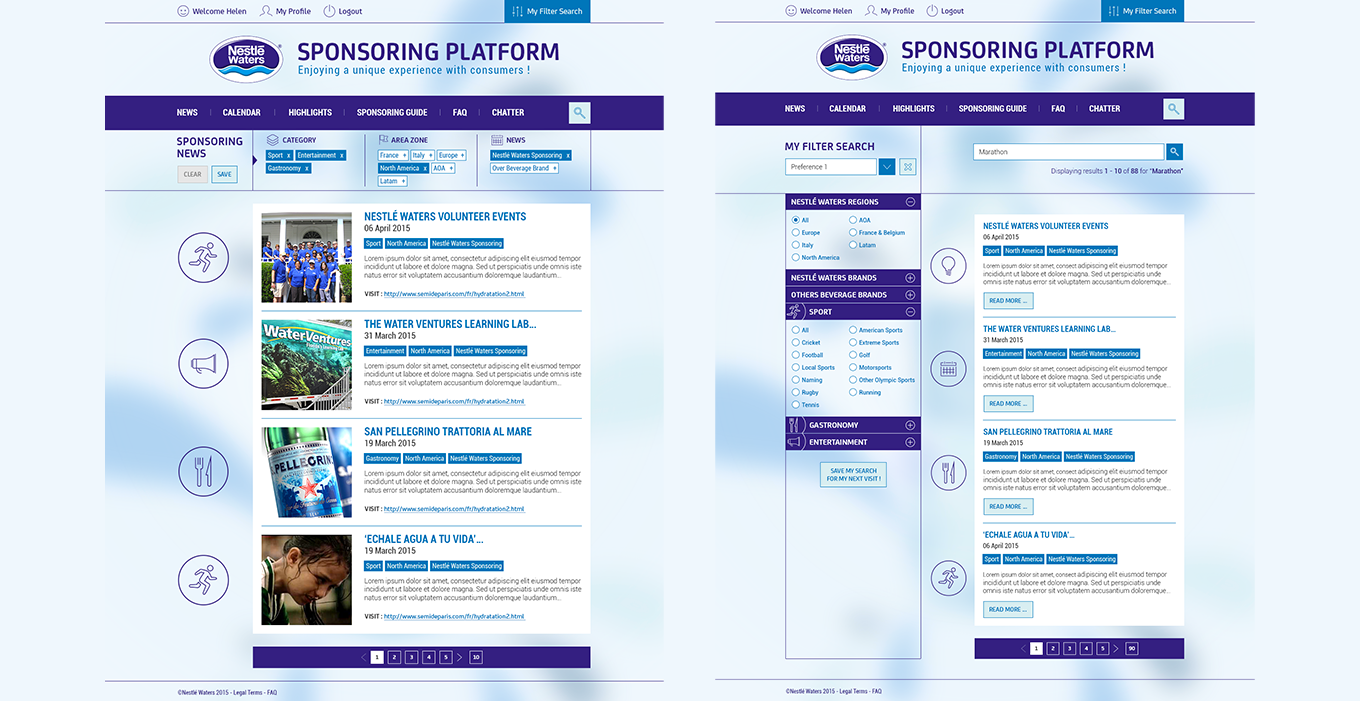 Welcome Helen
My Profile
Logout
My Filter Search
Nestlé
Waters
SPONSORING PLATFORM
Enjoying a unique experience with consumers !
NEWS
CALENDAR
HIGHLIGHTS
SPONSORING GUIDE
FAQ
CHATTER
SPONSORING
NEWS
CLEAR
SAVE
CATEGORY
Sport x
Entertainment x
Gastronomy x
AREA ZONE
France +
Italy +
Europe +
North America x
AOA +
Latam +
NEWS
Nestlé Waters Sponsoring x
Over Beverage Brand +
NESTLÉ WATERS VOLUNTEER EVENTS
06 April 2015
Sport North America Nestlé Waters Sponsoring
Lorem ipsum dolor sit amet, consectetur adipiscing elit eiusmod tempor
incididunt ut labore et dolore magna. Sed ut perspiciatis unde omnis iste
natus error sit voluptatem accusantium doloremque laudantium...
VISIT : http://www.semideparis.com/fr/hydratation2.html
WaterVentures
THE WATER VENTURES LEARNING LAB...
31 March 2015
Entertainment North America Nestlé Waters Sponsoring
Lorem ipsum dolor sit amet, consectetur adipiscing elit eiusmod tempor
incididunt ut labore et dolore magna. Sed ut perspiciatis unde omnis iste
natus error sit voluptatem accusantium doloremque laudantium...
VISIT : http://www.semideparis.com/fr/hydratation2.html
PELLEGRIN
SAN PELLEGRINO TRATTORIA AL MARE
19 March 2015
Gastronomy North America Nestlé Waters Sponsoring
Lorem ipsum dolor sit amet, consectetur adipiscing elit eiusmod tempor
incididunt ut labore et dolore magna. Sed ut perspiciatis unde omnis iste
natus error sit voluptatem accusantium doloremque laudantium...
VISIT : http://www.semideparis.com/fr/hydratation2.html
‘ECHALE AGUA A TU VIDA’...
19 March 2015
Sport North America Nestlé Waters Sponsoring
Lorem ipsum dolor sit amet, consectetur adipiscing elit eiusmod tempor
incididunt ut labore et dolore magna. Sed ut perspiciatis unde omnis iste
natus error sit voluptatem accusantium doloremque laudantium...
VISIT : http://www.semideparis.com/fr/hydratation2.html
1 2 3 4 5 10
©Nestlé Waters 2015 - Legal Terms - FAQ
Welcome Helen
My Profile
Logout
My Filter Search
Nestlé
Waters
SPONSORING PLATFORM
Enjoying a unique experience with consumers !
NEWS
CALENDAR
HIGHLIGHTS
SPONSORING GUIDE
FAQ
CHATTER
MY FILTER SEARCH
Preference 1
Marathon
Displaying results 1 - 10 of 88 for "Marathon"
NESTLÉ WATERS REGIONS
All
AOA
Europe
France & Belgium
Italy
Latam
North America
NESTLÉ WATERS BRANDS
OTHERS BEVERAGE BRANDS
SPORT
All
American Sports
Cricket
Extreme Sports
Football
Golf
Local Sports
Motorsports
Naming
Other Olympic Sports
Rugby
Running
Tennis
GASTRONOMY
ENTERTAINMENT
SAVE MY SEARCH
FOR MY NEXT VISIT !
NESTLÉ WATERS VOLUNTEER EVENTS
06 April 2015
Sport North America Nestlé Waters Sponsoring
Lorem ipsum dolor sit amet, consect adipiscing elit eiusmod tempor
incididunt ut labore et dolore magna. Sed ut perspiciatis unde
omnis iste natus error sit voluptatem accusantium doloremque...
READ MORE ...
THE WATER VENTURES LEARNING LAB...
31 March 2015
Entertainment North America Nestlé Waters Sponsoring
Lorem ipsum dolor sit amet, consect adipiscing elit eiusmod tempor
incididunt ut labore et dolore magna. Sed ut perspiciatis unde
omnis iste natus error sit voluptatem accusantium doloremque...
READ MORE ...
SAN PELLEGRINO TRATTORIA AL MARE
19 March 2015
Gastronomy North America Nestlé Waters Sponsoring
Lorem ipsum dolor sit amet, consect adipiscing elit eiusmod tempor
incididunt ut labore et dolore magna. Sed ut perspiciatis unde
omnis iste natus error sit voluptatem accusantium doloremque...
READ MORE ...
‘ECHALE AGUA A TU VIDA’...
06 April 2015
Sport North America Nestlé Waters Sponsoring
Lorem ipsum dolor sit amet, consect adipiscing elit eiusmod tempor
incididunt ut labore et dolore magna. Sed ut perspiciatis unde
omnis iste natus error sit voluptatem accusantium doloremque...
READ MORE ...
1 2 3 4 5 90
©Nestlé Waters 2015 - Legal Terms - FAQ